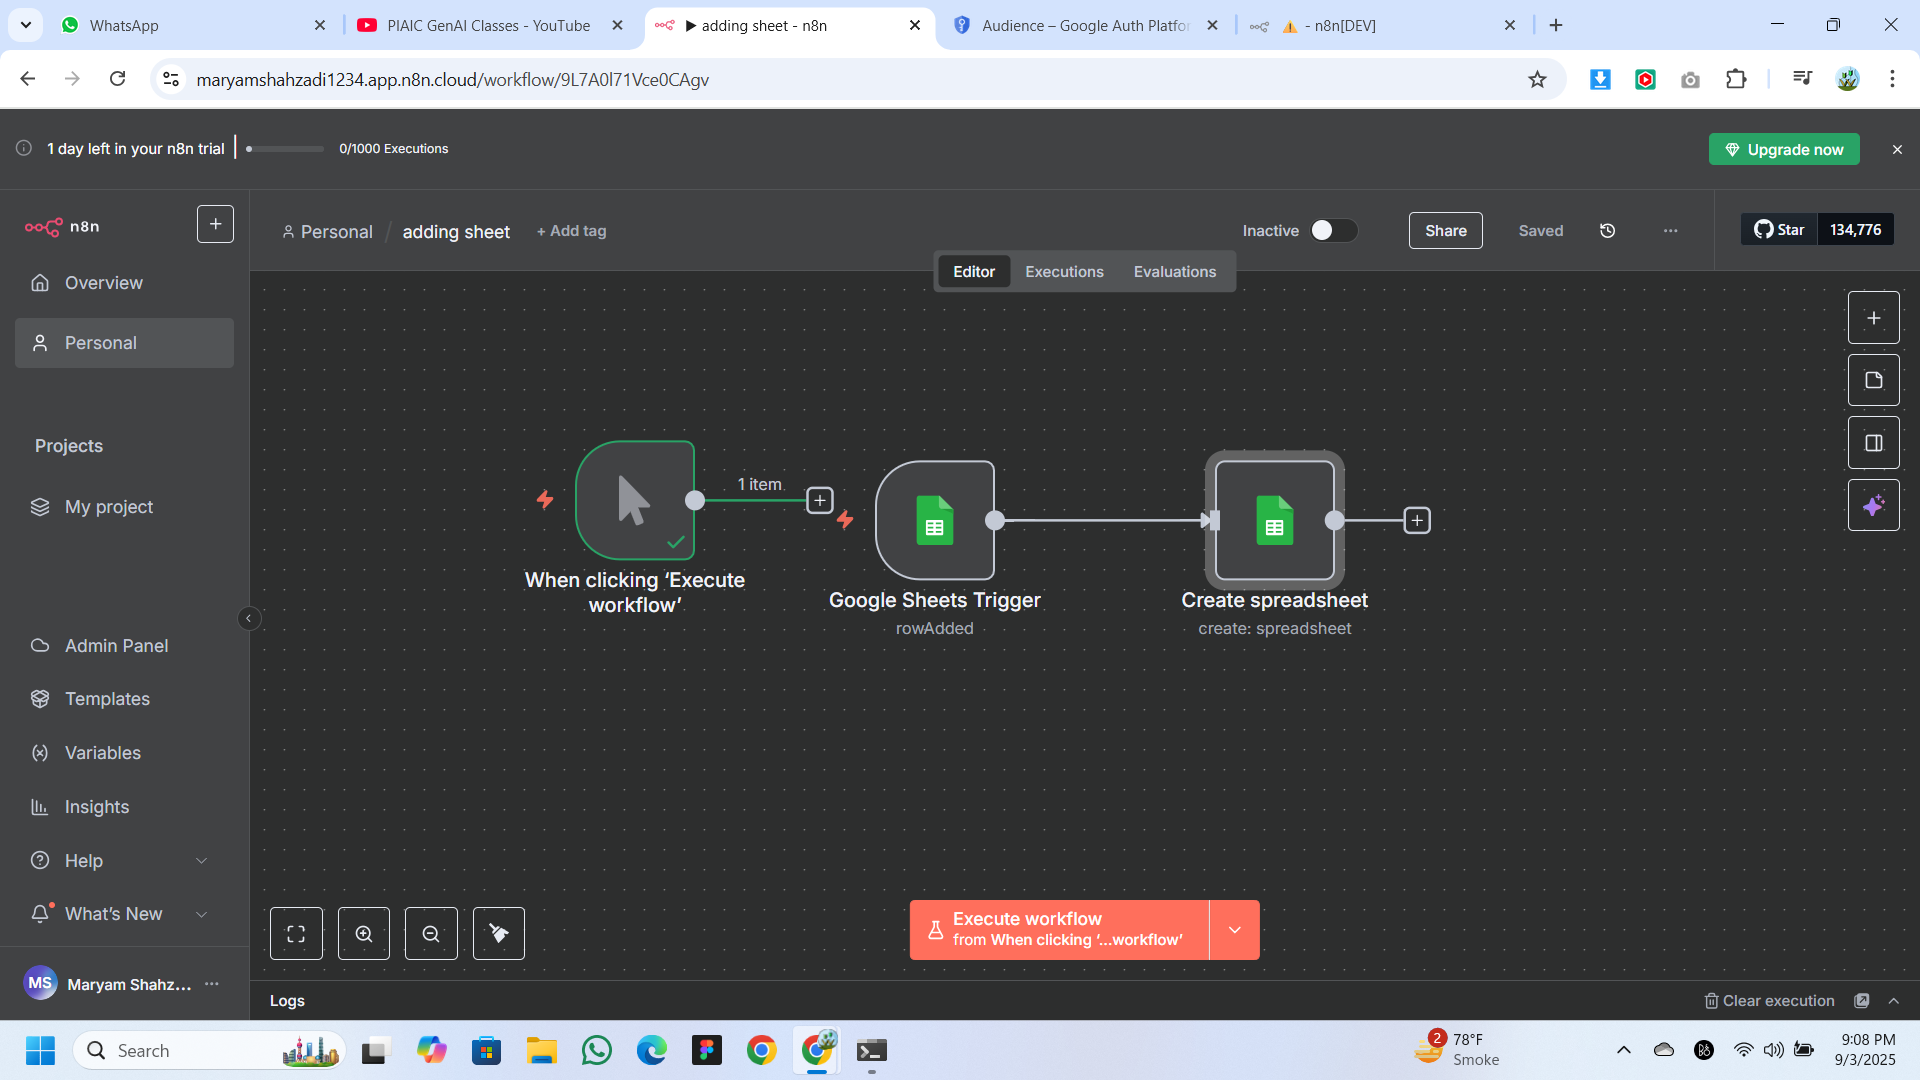 WhatsApp
PIAIC GenAI Classes - YouTube
▶ adding sheet - n8n
Audience – Google Auth Platfor
⚠ - n8n[DEV]
maryamshahzadi1234.app.n8n.cloud/workflow/9L7A0l71Vce0CAgv
1 day left in your n8n trial
0/1000 Executions
Upgrade now
n8n
Personal / adding sheet
+ Add tag
Inactive
Share
Saved
Star
134,776
Editor
Executions
Evaluations
Overview
Personal
Projects
My project
Admin Panel
Templates
Variables
Insights
Help
What's New
MS
Maryam Shahz...
1 item
When clicking ‘Execute
workflow’
Google Sheets Trigger
rowAdded
Create spreadsheet
create: spreadsheet
Execute workflow
from When clicking ‘...workflow’
Logs
Clear execution
Search
2
78°F
Smoke
9:08 PM
9/3/2025